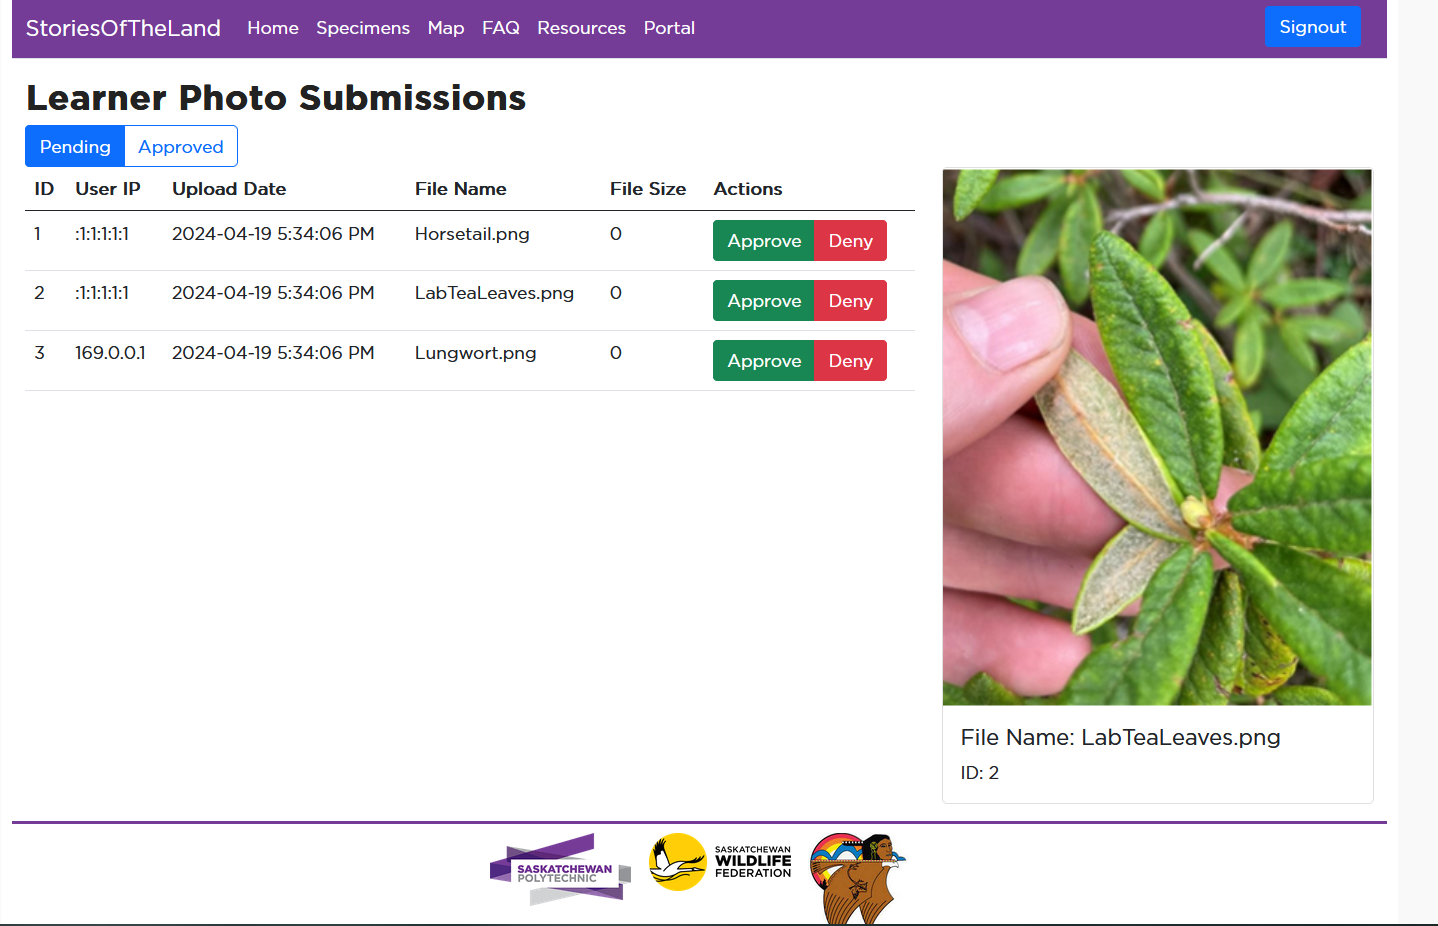 StoriesOfTheLand Home Specimens Map FAQ Resources Portal Signout
Learner Photo Submissions
Pending Approved
ID User IP Upload Date File Name File Size Actions
1 :1:1:1:1:1 2024-04-19 5:34:06 PM Horsetail.png 0 Approve Deny
2 :1:1:1:1:1 2024-04-19 5:34:06 PM LabTeaLeaves.png 0 Approve Deny
3 169.0.0.1 2024-04-19 5:34:06 PM Lungwort.png 0 Approve Deny
File Name: LabTeaLeaves.png
ID: 2
SASKATCHEWAN
POLYTECHNIC
SASKATCHEWAN
WILDLIFE
FEDERATION